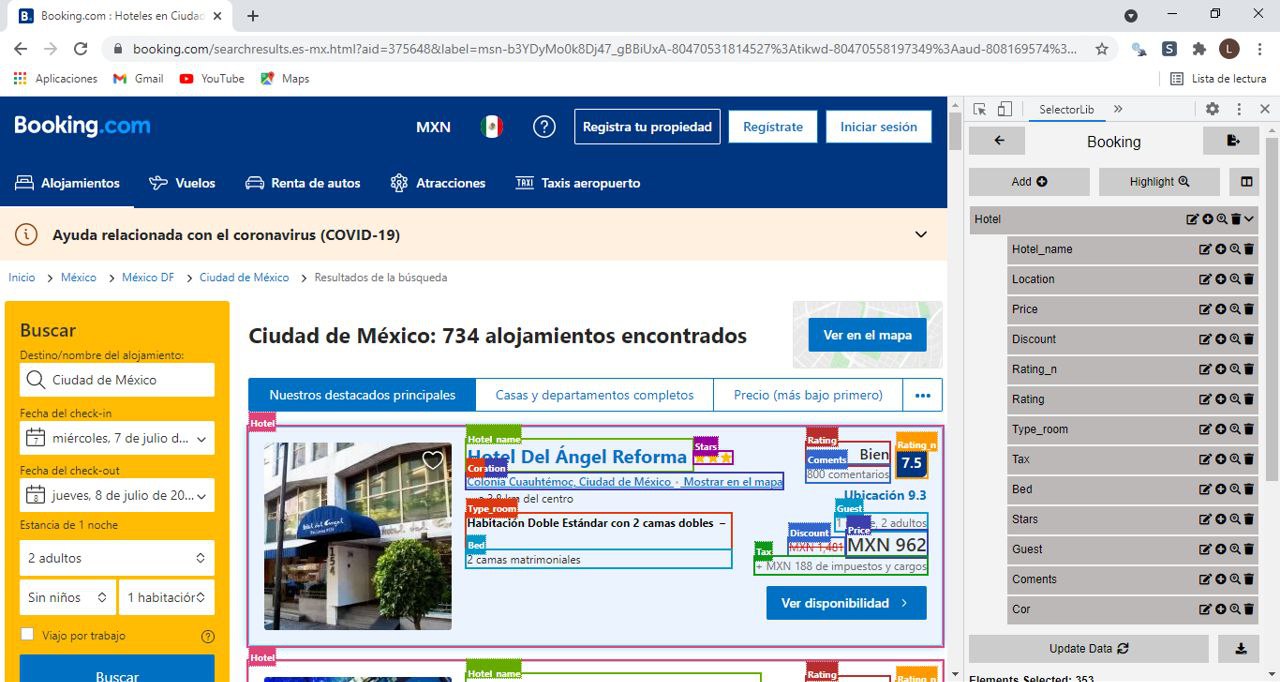 Booking.com : Hoteles en Ciudad
booking.com/searchresults.es-mx.html?aid=375648&label=msn-b3YDyMo0k8Dj47_gBBiUxA-80470531814527%3Atikwd-80470558197349%3Aaud-808169574%3...
S
L
Aplicaciones
Gmail
YouTube
Maps
Lista de lectura
Booking.com
MXN
Registra tu propiedad
Regístrate
Iniciar sesión
Alojamientos
Vuelos
Renta de autos
Atracciones
TAXI Taxis aeropuerto
Ayuda relacionada con el coronavirus (COVID-19)
Inicio > México > México DF > Ciudad de México > Resultados de la búsqueda
Buscar
Destino/nombre del alojamiento:
Ciudad de México
Fecha del check-in
7 miércoles, 7 de julio d...
Fecha del check-out
8 jueves, 8 de julio de 20...
Estancia de 1 noche
2 adultos
Sin niños
1 habitación
Viajo por trabajo
Buscar
Ciudad de México: 734 alojamientos encontrados
Ver en el mapa
Nuestros destacados principales
Casas y departamentos completos
Precio (más bajo primero)
•••
Hotel
Hotel_name
Hotel Del Ángel Reforma
Stars
Rating
Bien
Rating_n
7.5
Coments
800 comentarios
Colonia Cuauhtémoc, Ciudad de México - Mostrar en el mapa
del centro
Ubicación 9.3
Type_room
Habitación Doble Estándar con 2 camas dobles –
Bed
2 camas matrimoniales
Guest
2 adultos
Discount
MXN 1,481
Price
MXN 962
Tax
+ MXN 188 de impuestos y cargos
Ver disponibilidad
Hotel
Hotel_name
Rating
Rating_n
SelectorLib
Booking
Add
Highlight
Hotel
Hotel_name
Location
Price
Discount
Rating_n
Rating
Type_room
Tax
Bed
Stars
Guest
Coments
Cor
Update Data
Elements Selected: 353